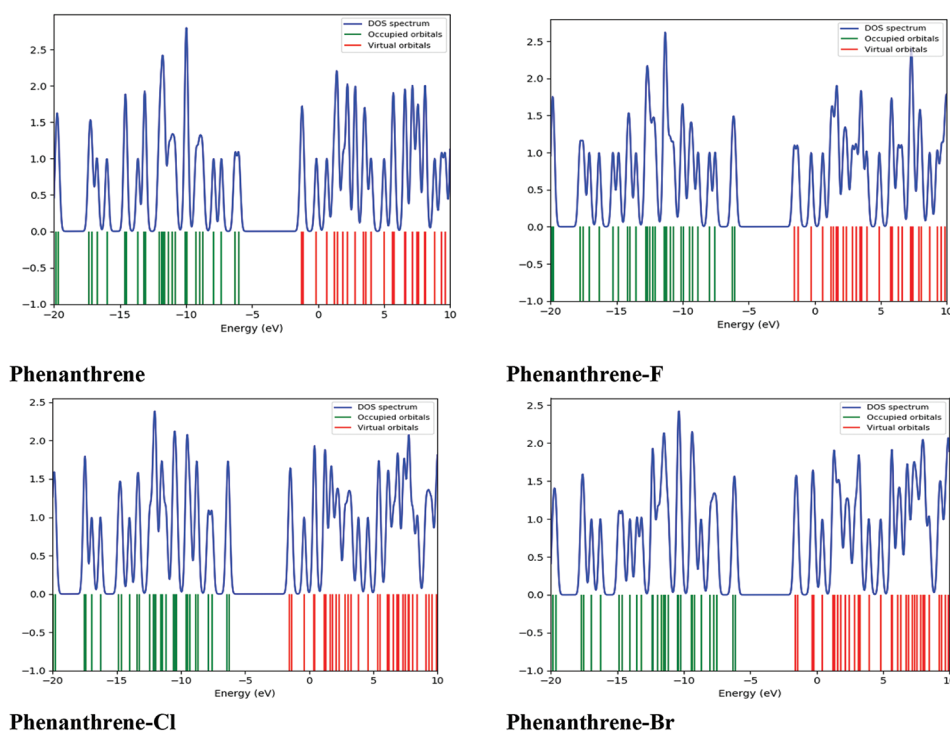 DOS spectrum
Occupied orbitals
Virtual orbitals
2.5
2.0
1.5
1.0
0.5
0.0
−0.5
−1.0
−20 −15 −10 −5 0 5 10
Energy (eV)
Phenanthrene
DOS spectrum
Occupied orbitals
Virtual orbitals
2.5
2.0
1.5
1.0
0.5
0.0
−0.5
−1.0
−20 −15 −10 −5 0 5 10
Energy (eV)
Phenanthrene-F
DOS spectrum
Occupied orbitals
Virtual orbitals
2.5
2.0
1.5
1.0
0.5
0.0
−0.5
−1.0
−20 −15 −10 −5 0 5 10
Energy (eV)
Phenanthrene-Cl
DOS spectrum
Occupied orbitals
Virtual orbitals
2.5
2.0
1.5
1.0
0.5
0.0
−0.5
−1.0
−20 −15 −10 −5 0 5 10
Energy (eV)
Phenanthrene-Br